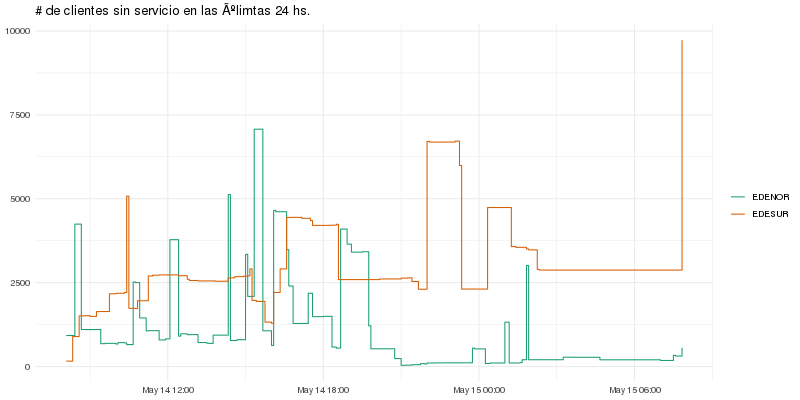 # de clientes sin servicio en las Ãºlimtas 24 hs.
10000
7500
5000
2500
0
EDENOR
EDESUR
May 14 12:00
May 14 18:00
May 15 00:00
May 15 06:00